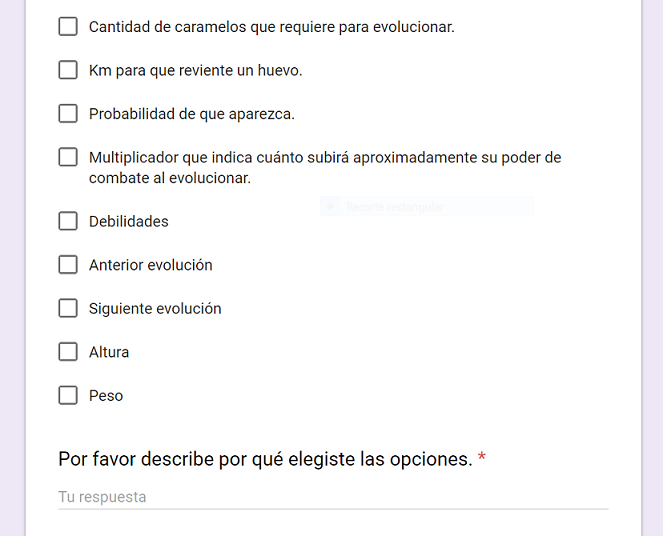 Cantidad de caramelos que requiere para evolucionar.
Km para que reviente un huevo.
Probabilidad de que aparezca.
Multiplicador que indica cuánto subirá aproximadamente su poder de
combate al evolucionar.
Recorte rectangular
Debilidades
Anterior evolución
Siguiente evolución
Altura
Peso
Por favor describe por qué elegiste las opciones. *
Tu respuesta